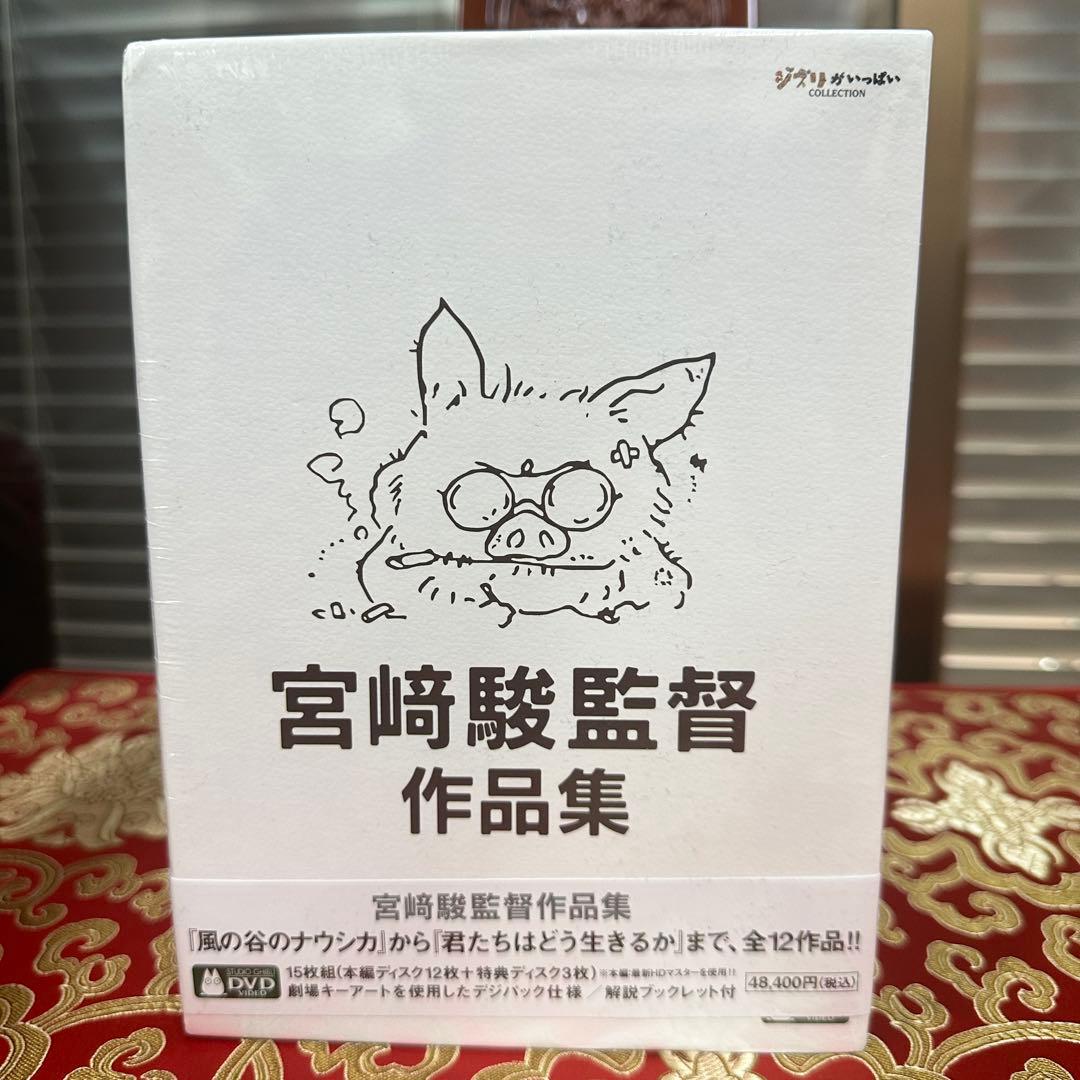 ジブリがいっぱい
COLLECTION
宮﨑駿監督
作品集
宮﨑駿監督作品集
『風の谷のナウシカ』から『君たちはどう生きるか』まで、全12作品!!
STUDIO GHIBLI
DVD
VIDEO
15枚組(本編ディスク12枚+特典ディスク3枚) ※本編:最新HDマスターを使用!!
劇場キーアートを使用したデジパック仕様/解説ブックレット付
48,400円(税込)
VIDEO